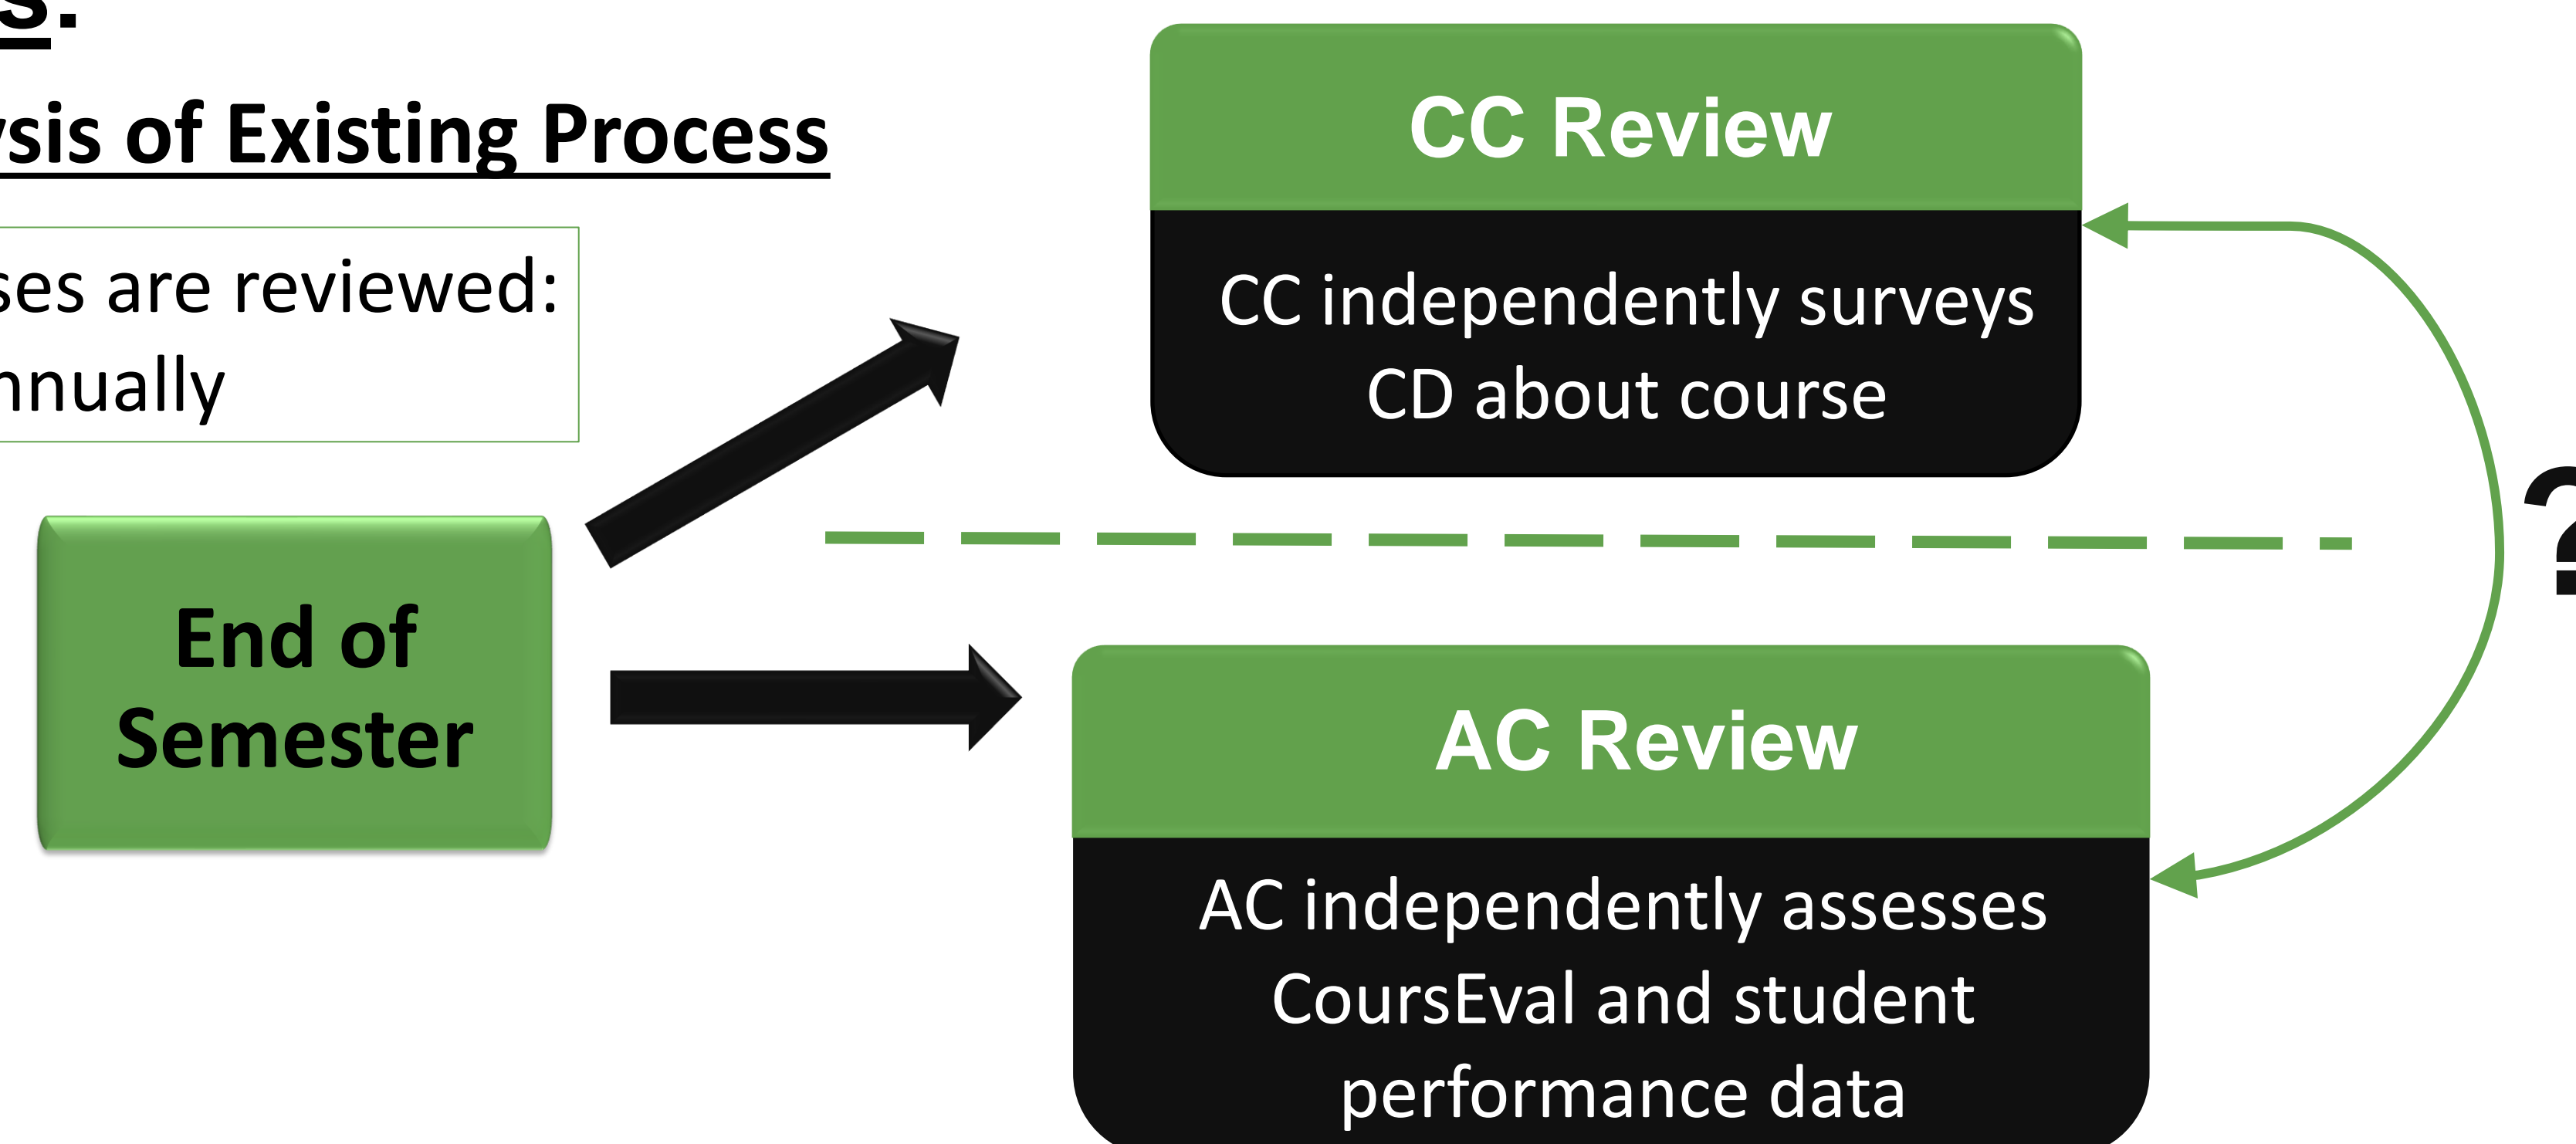 s:
ysis of Existing Process
ses are reviewed:
nnually
CC Review
CC independently surveys
CD about course
?
End of
Semester
AC Review
AC independently assesses
CoursEval and student
performance data